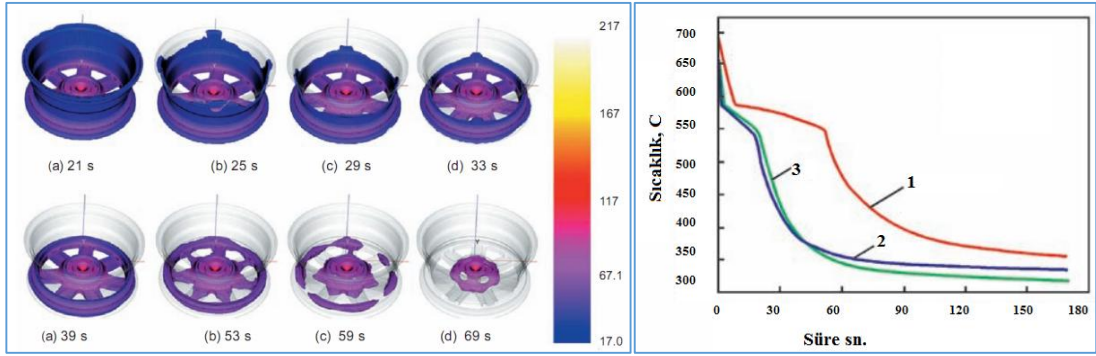 (a) 21 s
(b) 25 s
(c) 29 s
(d) 33 s
(a) 39 s
(b) 53 s
(c) 59 s
(d) 69 s
217
167
117
67.1
17.0
Sıcaklık, C
700
650
600
550
500
450
400
350
300
1
2
3
0 30 60 90 120 150 180
Süre sn.